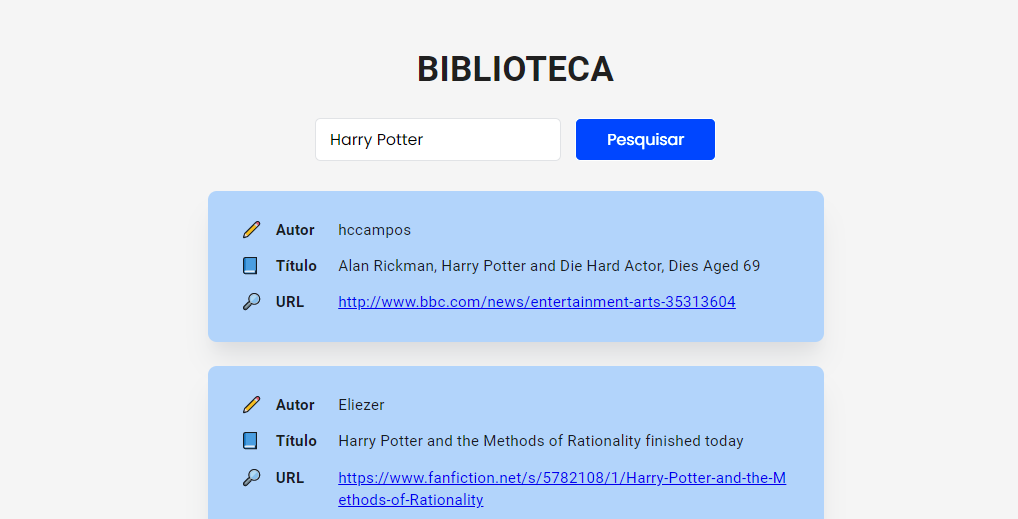 BIBLIOTECA
Harry Potter Pesquisar
Autor hccampos
Título Alan Rickman, Harry Potter and Die Hard Actor, Dies Aged 69
URL http://www.bbc.com/news/entertainment-arts-35313604
Autor Eliezer
Título Harry Potter and the Methods of Rationality finished today
URL https://www.fanfiction.net/s/5782108/1/Harry-Potter-and-the-M
ethods-of-Rationality